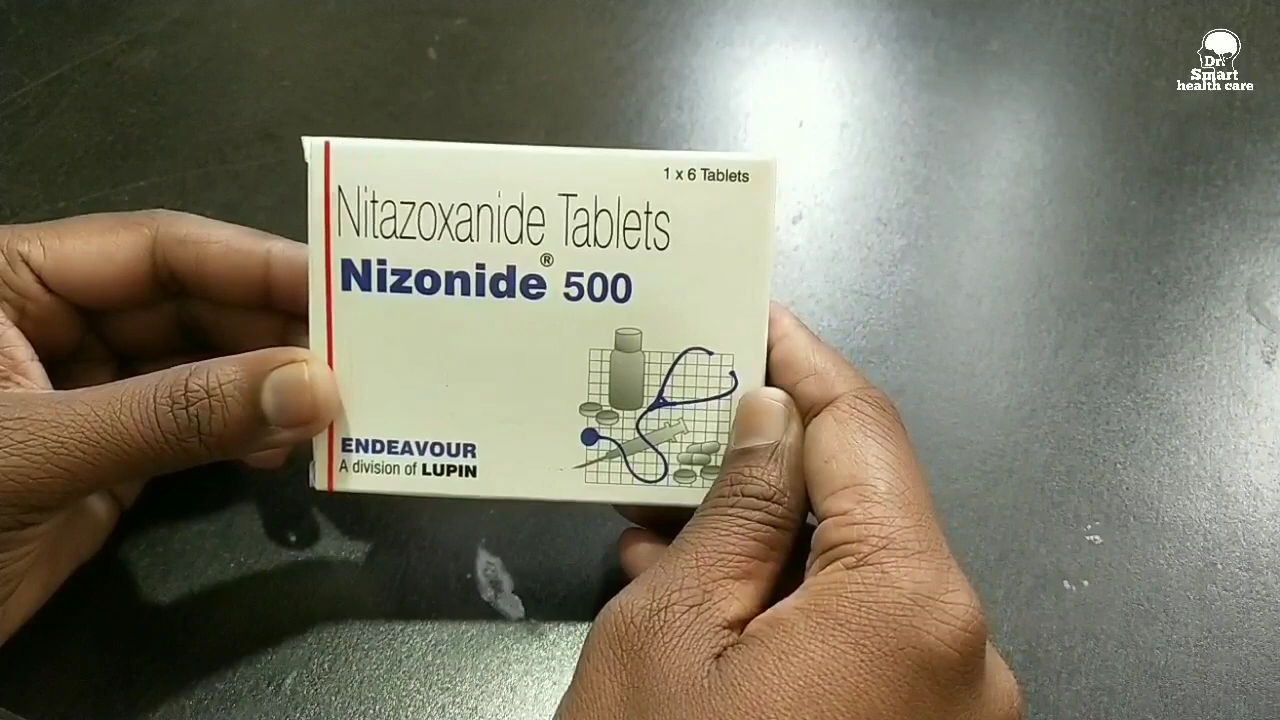 Dr.
Smart
health care
1 x 6 Tablets
Nitazoxanide Tablets
Nizonide® 500
ENDEAVOUR
A division of LUPIN